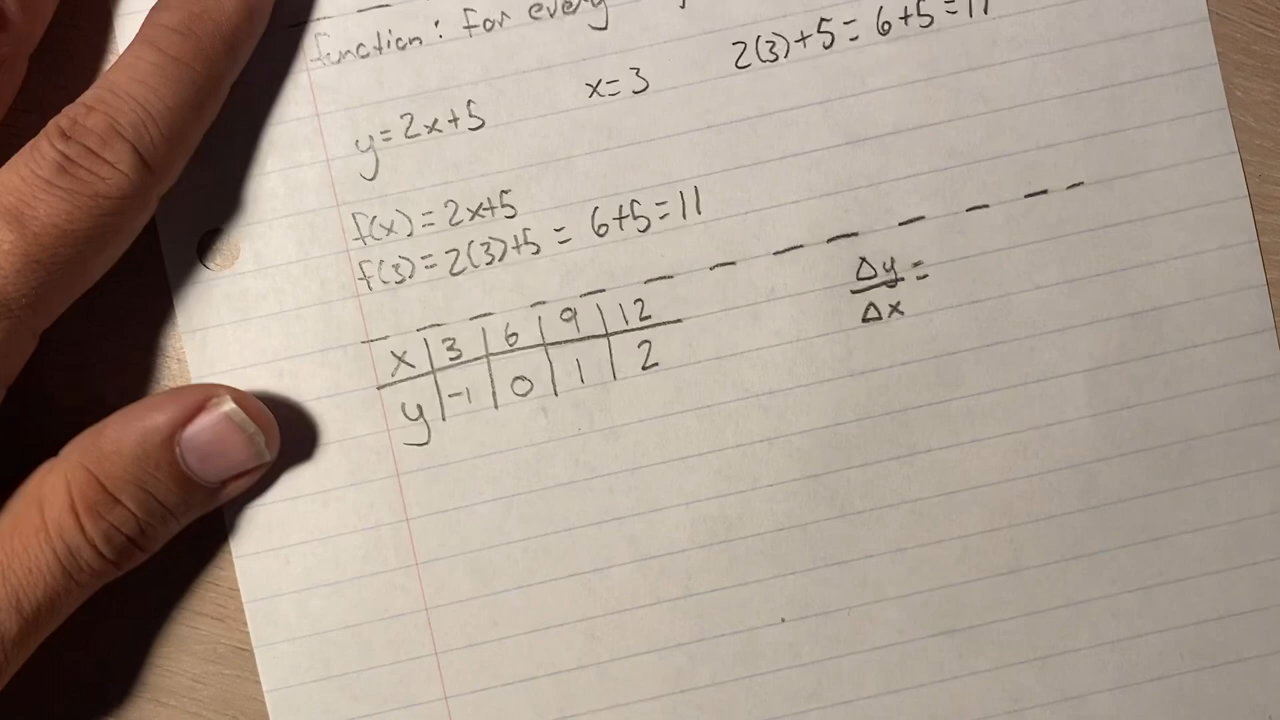 function: For every
y=2x+5 x=3 2(3)+5=6+5=11
f(x)=2x+5
f(3)=2(3)+5=6+5=11
x 3 6 9 12
y -1 0 1 2
Δy/Δx=